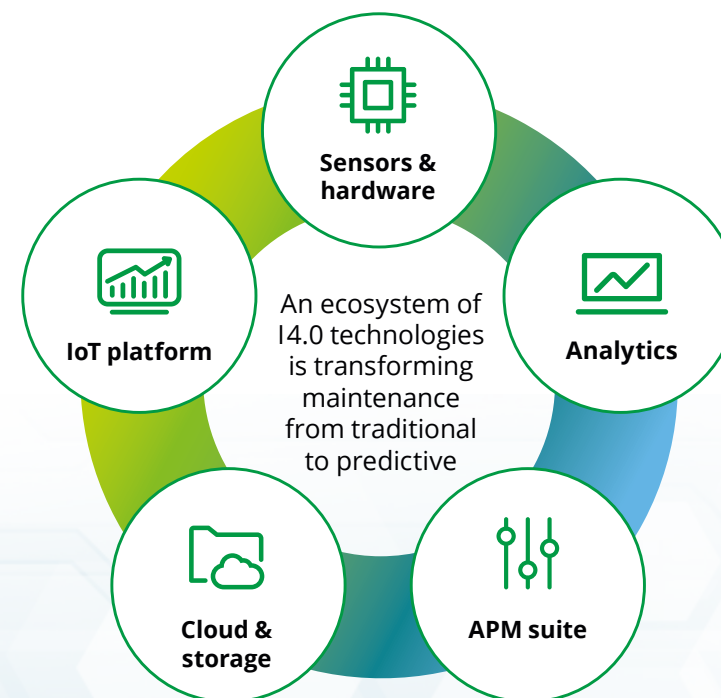 Sensors &
hardware
Analytics
APM suite
Cloud &
storage
IoT platform
An ecosystem of
I4.0 technologies
is transforming
maintenance
from traditional
to predictive